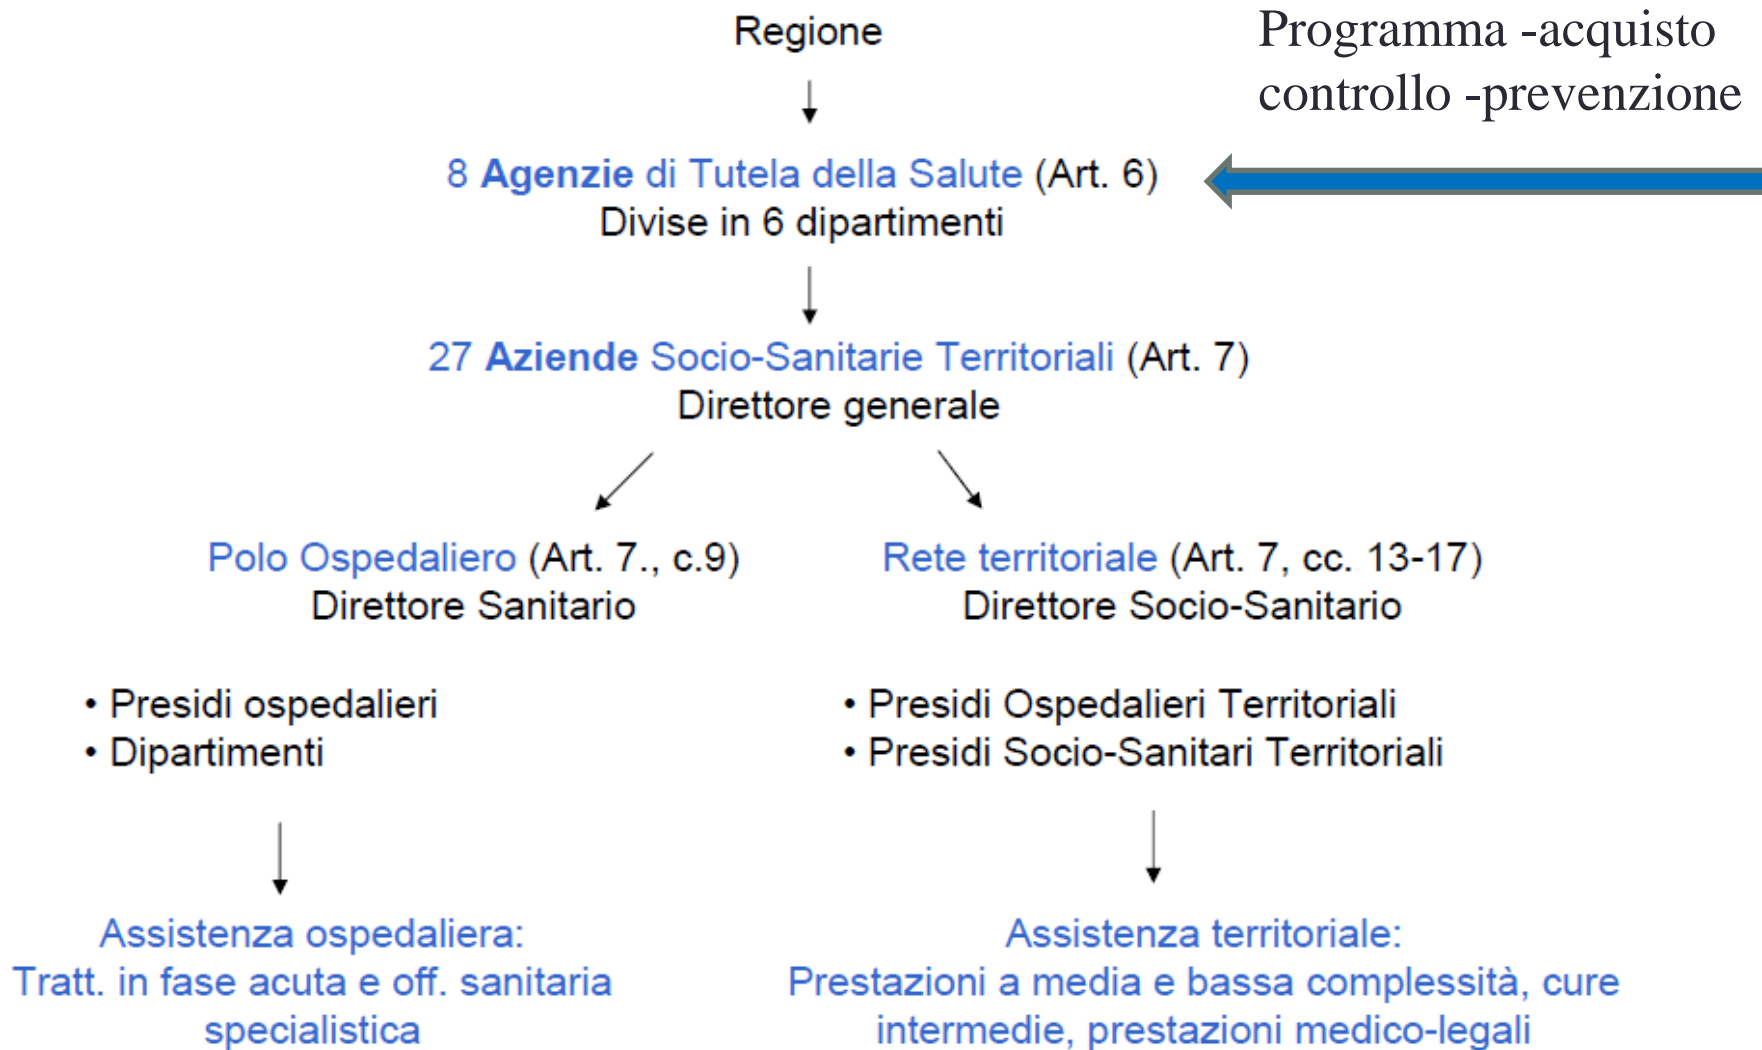 Regione
Programma -acquisto
controllo -prevenzione
8 Agenzie di Tutela della Salute (Art. 6)
Divise in 6 dipartimenti
27 Aziende Socio-Sanitarie Territoriali (Art. 7)
Direttore generale
Polo Ospedaliero (Art. 7., c.9)
Direttore Sanitario
• Presidi ospedalieri
• Dipartimenti
Assistenza ospedaliera:
Tratt. in fase acuta e off. sanitaria
specialistica
Rete territoriale (Art. 7, cc. 13-17)
Direttore Socio-Sanitario
• Presidi Ospedalieri Territoriali
• Presidi Socio-Sanitari Territoriali
Assistenza territoriale:
Prestazioni a media e bassa complessità, cure
intermedie, prestazioni medico-legali